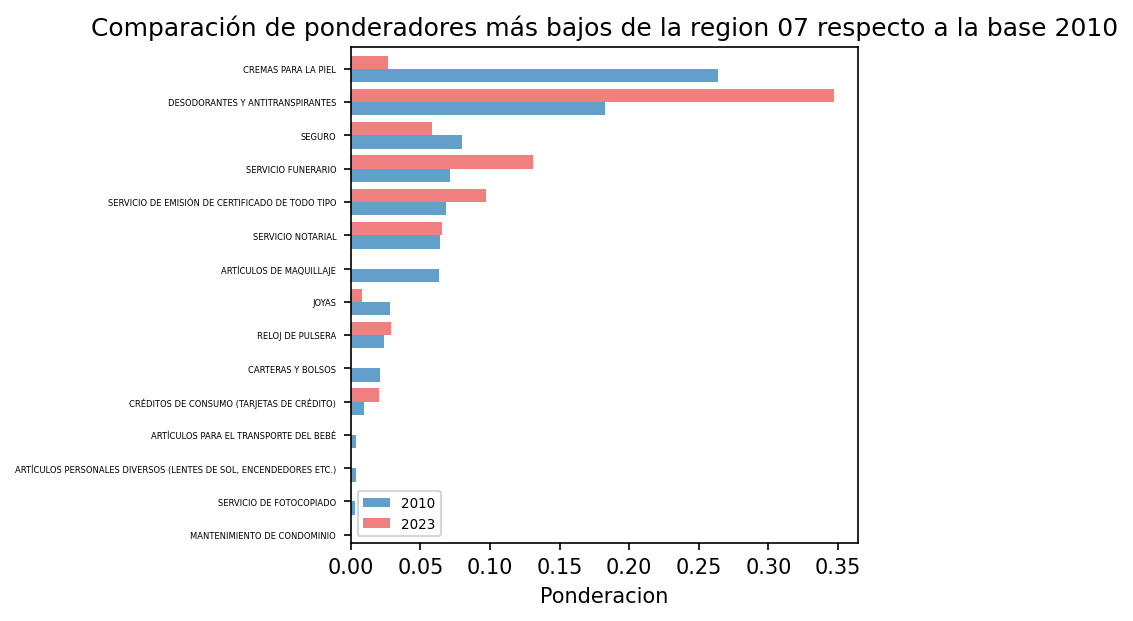 Comparación de ponderadores más bajos de la region 07 respecto a la base 2010
CREMAS PARA LA PIEL
DESODORANTES Y ANTITRANSPIRANTES
SEGURO
SERVICIO FUNERARIO
SERVICIO DE EMISIÓN DE CERTIFICADO DE TODO TIPO
SERVICIO NOTARIAL
ARTÍCULOS DE MAQUILLAJE
JOYAS
RELOJ DE PULSERA
CARTERAS Y BOLSOS
CRÉDITOS DE CONSUMO (TARJETAS DE CRÉDITO)
ARTÍCULOS PARA EL TRANSPORTE DEL BEBÉ
ARTÍCULOS PERSONALES DIVERSOS (LENTES DE SOL, ENCENDEDORES ETC.)
SERVICIO DE FOTOCOPIADO
MANTENIMIENTO DE CONDOMINIO
2010
2023
0.00 0.05 0.10 0.15 0.20 0.25 0.30 0.35
Ponderacion